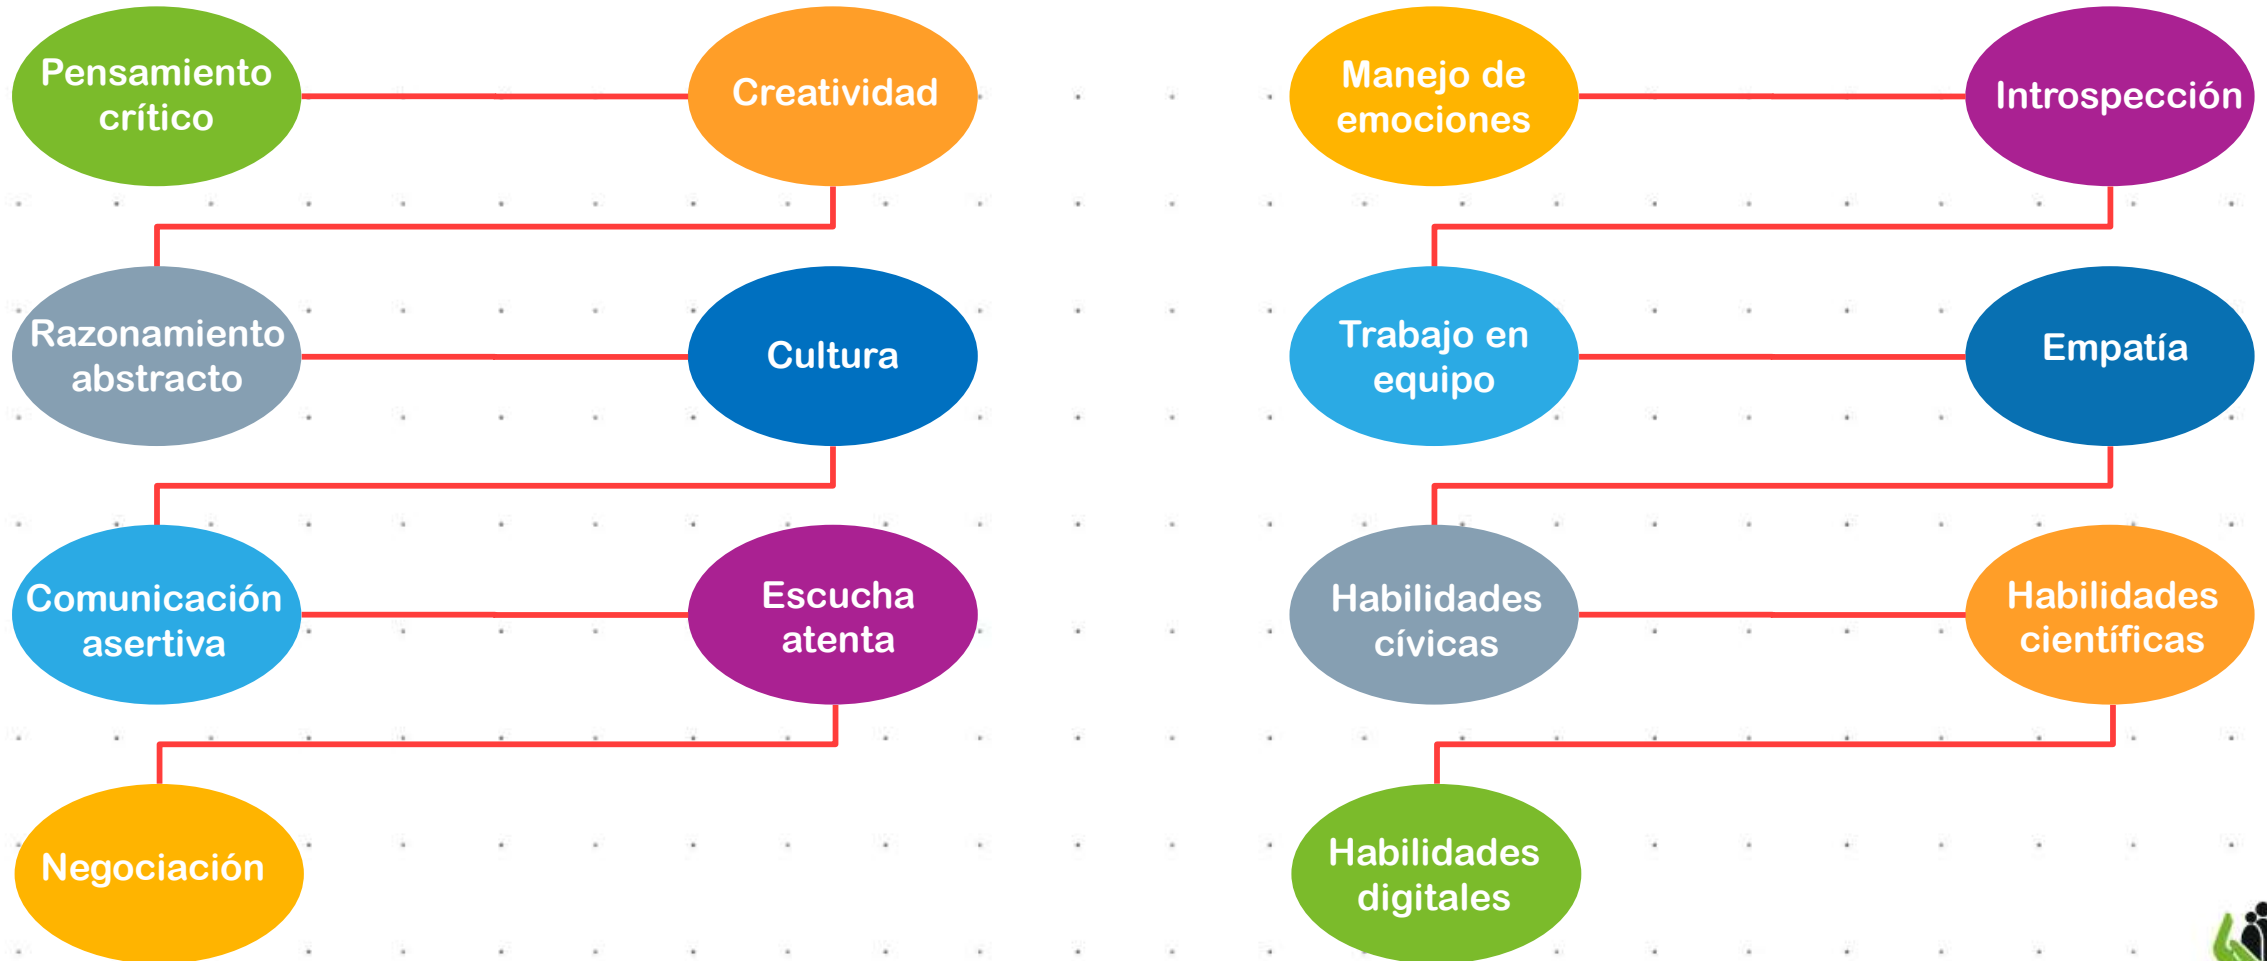 Pensamiento
crítico
Creatividad
Razonamiento
abstracto
Cultura
Comunicación
asertiva
Escucha
atenta
Negociación
Manejo de
emociones
Introspección
Trabajo en
equipo
Empatía
Habilidades
cívicas
Habilidades
científicas
Habilidades
digitales